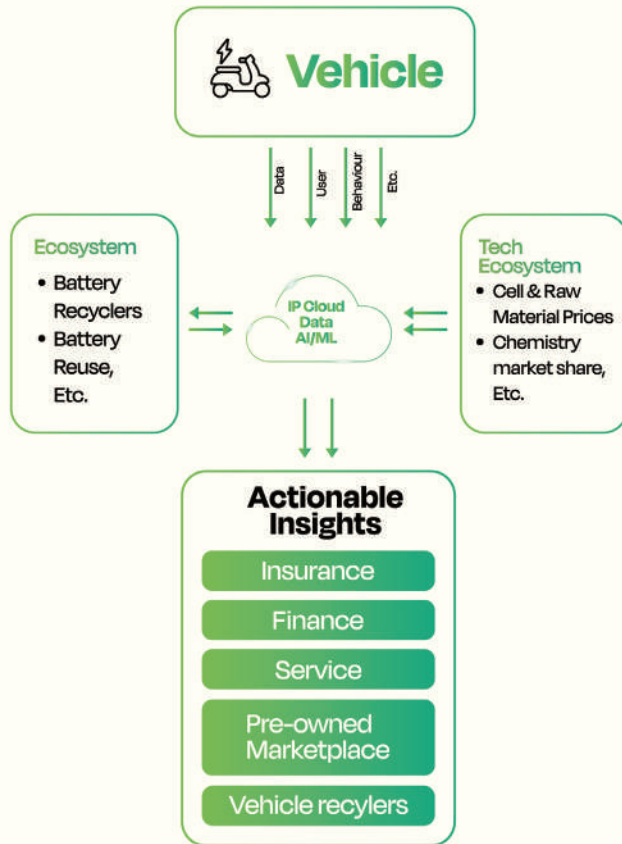 Vehicle
Data
User
Behaviour
Etc.
Ecosystem
• Battery
Recyclers
• Battery
Reuse,
Etc.
IP Cloud
Data
AI/ML
Tech
Ecosystem
• Cell & Raw
Material Prices
• Chemistry
market share,
Etc.
Actionable
Insights
Insurance
Finance
Service
Pre-owned
Marketplace
Vehicle recylers